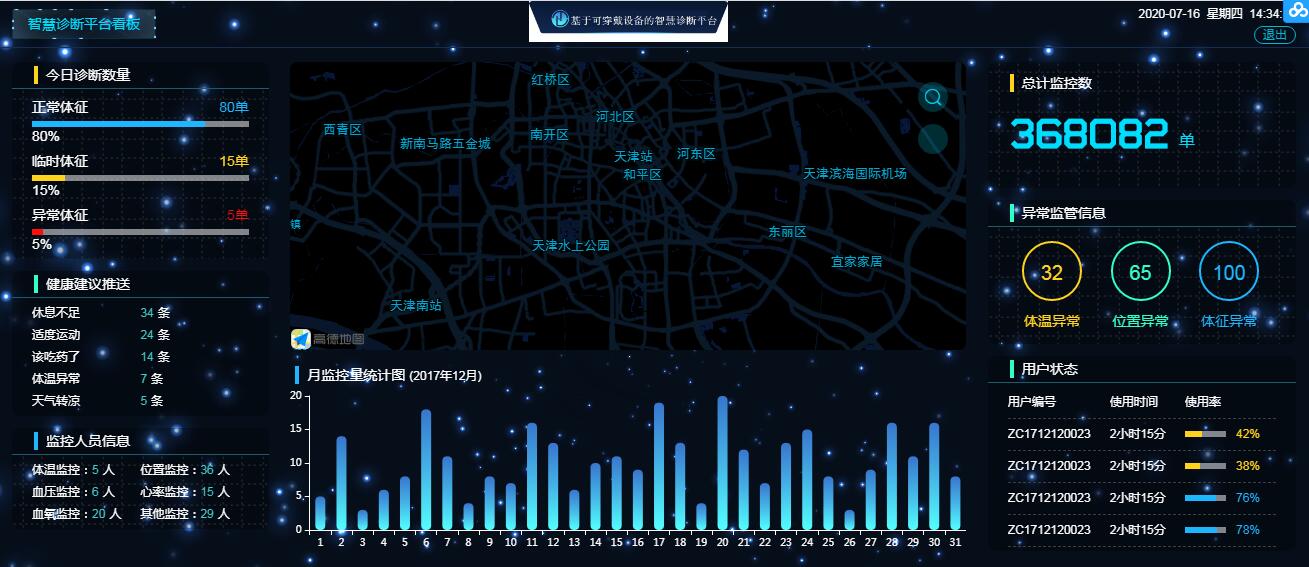 智慧诊断平台看板
基于可穿戴设备的智慧诊断平台
2020-07-16 星期四 14:34:
退出
今日诊断数量
正常体征 80单
80%
临时体征 15单
15%
异常体征 5单
5%
健康建议推送
休息不足 34 条
适度运动 24 条
该吃药了 14 条
体温异常 7 条
天气转凉 5 条
监控人员信息
体温监控：5 人 位置监控：36 人
血压监控：6 人 心率监控：15 人
血氧监控：20 人 其他监控：29 人
红桥区
河北区
西青区
南开区
新南马路五金城
天津站
河东区
和平区
天津滨海国际机场
镇
东丽区
天津水上公园
宜家家居
天津南站
高德地图
月监控量统计图 (2017年12月)
20
15
10
5
0
1 2 3 4 5 6 7 8 9 10 11 12 13 14 15 16 17 18 19 20 21 22 23 24 25 26 27 28 29 30 31
总计监控数
368082 单
异常监管信息
32 65 100
体温异常 位置异常 体征异常
用户状态
用户编号 使用时间 使用率
ZC1712120023 2小时15分 42%
ZC1712120023 2小时15分 38%
ZC1712120023 2小时15分 76%
ZC1712120023 2小时15分 78%